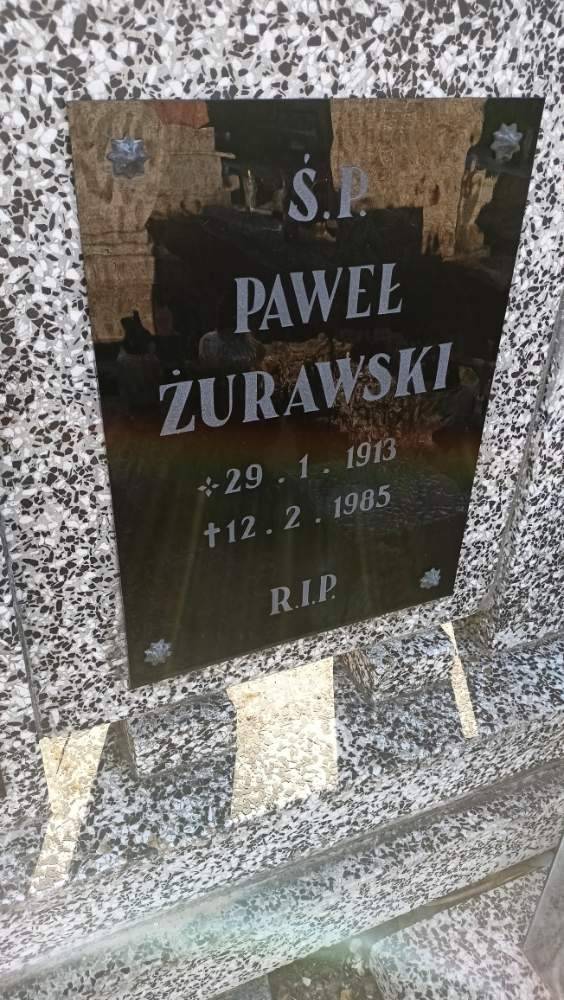 Ś.P.
PAWEŁ
ŻURAWSKI
29.1.1913
✝12.2.1985
R.I.P.